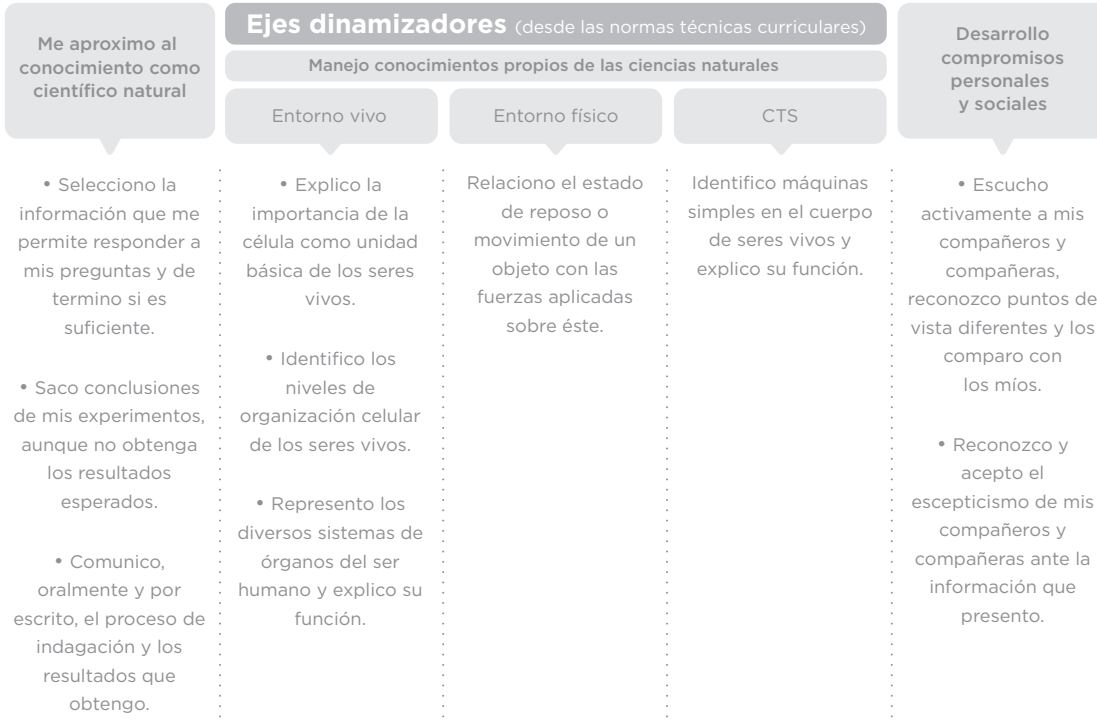 Me aproximo al
conocimiento como
científico natural
Ejes dinamizadores (desde las normas técnicas curriculares)
Manejo conocimientos propios de las ciencias naturales
Entorno vivo
Entorno físico
CTS
Desarrollo
compromisos
personales
y sociales
• Selecciono la
información que me
permite responder a
mis preguntas y de
termino si es
suficiente.
• Saco conclusiones
de mis experimentos,
aunque no obtenga
los resultados
esperados.
• Comunico,
oralmente y por
escrito, el proceso de
indagación y los
resultados que
obtengo.
• Explico la
importancia de la
célula como unidad
básica de los seres
vivos.
• Identifico los
niveles de
organización celular
de los seres vivos.
• Represento los
diversos sistemas de
órganos del ser
humano y explico su
función.
Relaciono el estado
de reposo o
movimiento de un
objeto con las
fuerzas aplicadas
sobre éste.
Identifico máquinas
simples en el cuerpo
de seres vivos y
explico su función.
• Escucho
activamente a mis
compañeros y
compañeras,
reconozco puntos de
vista diferentes y los
comparo con
los míos.
• Reconozco y
acepto el
escepticismo de mis
compañeros y
compañeras ante la
información que
presento.